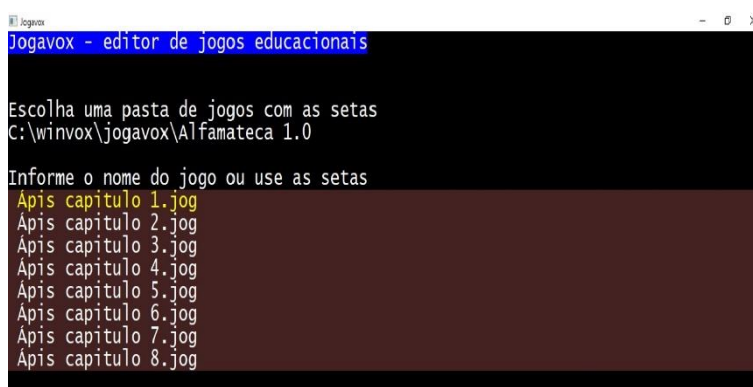 Jogavox
Jogavox - editor de jogos educacionais
Escolha uma pasta de jogos com as setas
C:\winvox\jogavox\Alfamateca 1.0
Informe o nome do jogo ou use as setas
Ápis capitulo 1.jog
Ápis capitulo 2.jog
Ápis capitulo 3.jog
Ápis capitulo 4.jog
Ápis capitulo 5.jog
Ápis capitulo 6.jog
Ápis capitulo 7.jog
Ápis capitulo 8.jog